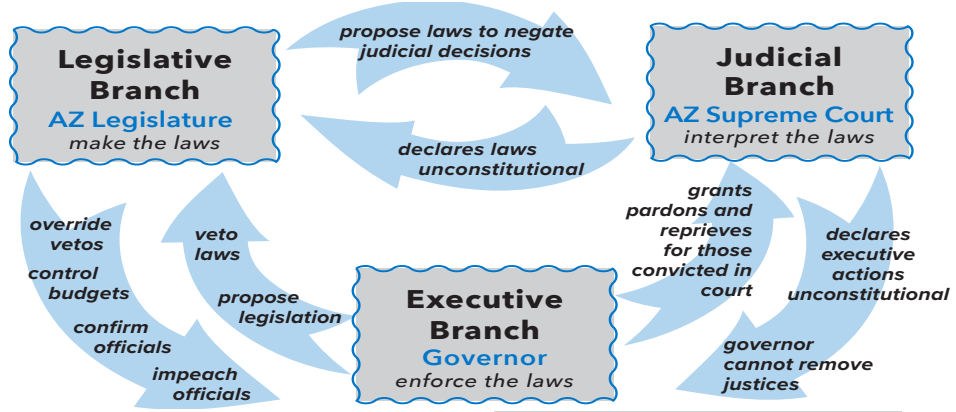 Legislative
Branch
AZ Legislature
make the laws
propose laws to negate
judicial decisions
Judicial
Branch
AZ Supreme Court
interpret the laws
declares laws
unconstitutional
override
vetos
control
budgets
confirm
officials
impeach
officials
veto
laws
propose
legislation
Executive
Branch
Governor
enforce the laws
grants
pardons and
reprieves
for those
convicted in
court
declares
executive
actions
unconstitutional
governor
cannot remove
justices